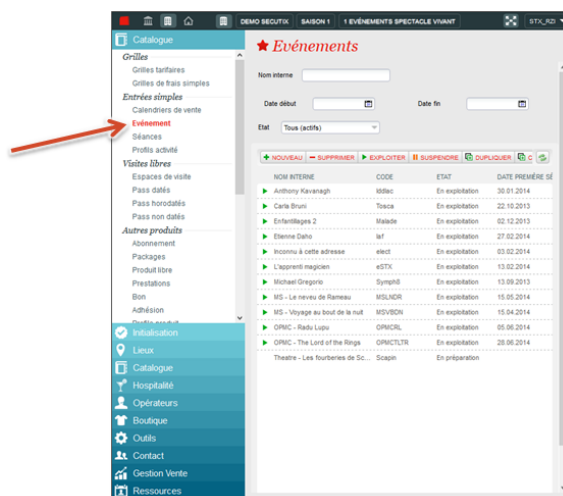 DEMO SECUTIX SAISON 1 1 EVÉNEMENTS SPECTACLE VIVANT STX_RZI
Catalogue
Grilles
Grilles tarifaires
Grilles de frais simples
Entrées simples
Calendriers de vente
Evénement
Séances
Profils activité
Visites libres
Espaces de visite
Pass datés
Pass horodatés
Pass non datés
Autres produits
Abonnement
Packages
Produit libre
Prestations
Bon
Adhésion
Initialisation
Lieux
Catalogue
Hospitalité
Opérateurs
Boutique
Outils
Contact
Gestion Vente
Ressources
Evénements
Nom interne
Date début Date fin
Etat Tous (actifs)
NOUVEAU SUPPRIMER EXPLOITER SUSPENDRE DUPLIQUER C
NOM INTERNE CODE ETAT DATE PREMIÈRE SÉ
Anthony Kavanagh Iddlac En exploitation 30.01.2014
Carla Bruni Tosca En exploitation 22.10.2013
Enfantillages 2 Malade En exploitation 02.12.2013
Etienne Daho laf En exploitation 27.02.2014
Inconnu à cette adresse elect En exploitation 03.02.2014
L'apprenti magicien eSTX En exploitation 13.02.2014
Michael Gregorio Symph8 En exploitation 13.09.2013
MS - Le neveu de Rameau MSLNDR En exploitation 15.05.2014
MS - Voyage au bout de la nuit MSVBDN En exploitation 15.04.2014
OPMC - Radu Lupu OPMCRL En exploitation 05.06.2014
OPMC - The Lord of the Rings OPMCTLTR En exploitation 28.06.2014
Theatre - Les fourberies de Sc... Scapin En préparation